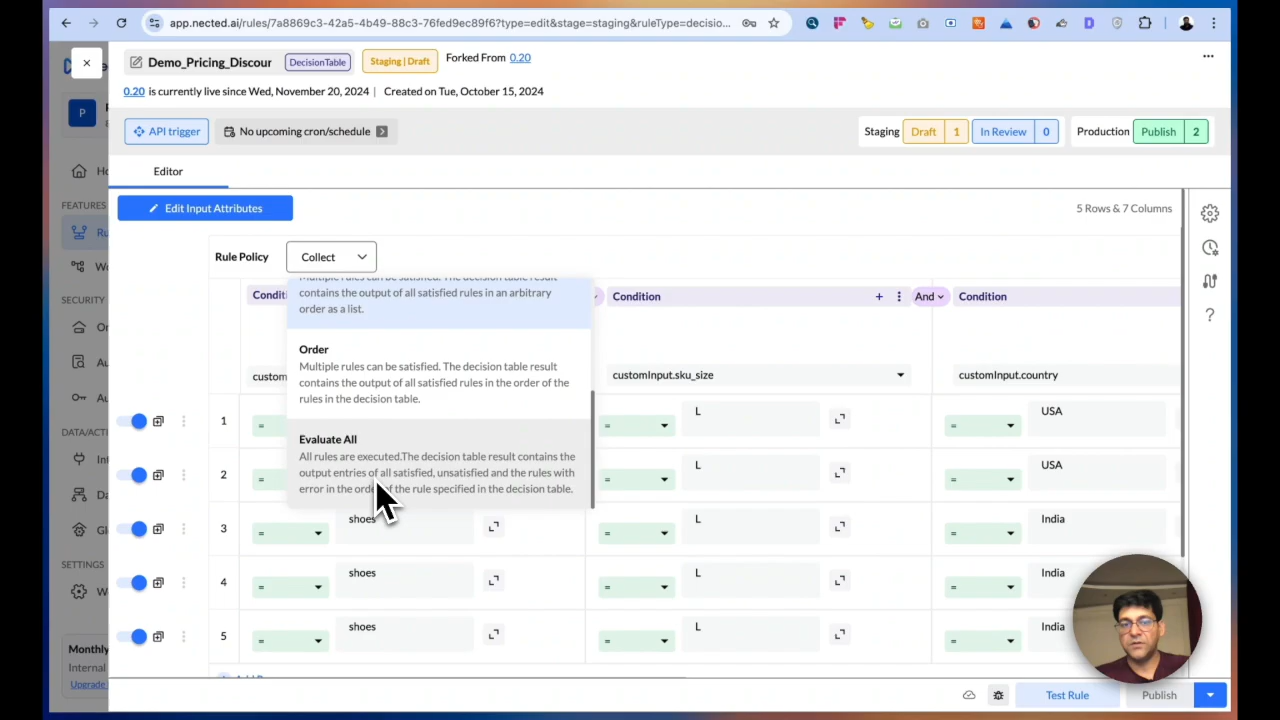 app.nected.ai/rules/7a8869c3-42a5-4b49-88c3-76fed9ec89f6?type=edit&stage=staging&ruleType=decisio...
Demo_Pricing_Discour
DecisionTable
Staging | Draft
Forked From 0.20
0.20 is currently live since Wed, November 20, 2024 | Created on Tue, October 15, 2024
P
API trigger
No upcoming cron/schedule
Staging
Draft 1
In Review 0
Production
Publish 2
Editor
FEATURES
Edit Input Attributes
5 Rows & 7 Columns
Rule Policy
Collect
SECURITY
Multiple rules can be satisfied. The decision table result
contains the output of all satisfied rules in an arbitrary
order as a list.
Condition
And
Condition
Order
Multiple rules can be satisfied. The decision table result
contains the output of all satisfied rules in the order of the
rules in the decision table.
customInput.sku_size
customInput.country
Evaluate All
All rules are executed.The decision table result contains the
output entries of all satisfied, unsatisfied and the rules with
error in the order of the rule specified in the decision table.
DATA/ACTI
SETTINGS
1 = = L = USA
2 = = L = USA
3 = shoes = L = India
4 = shoes = L = India
5 = shoes = L = India
Monthly
Internal
Upgrade
Test Rule
Publish